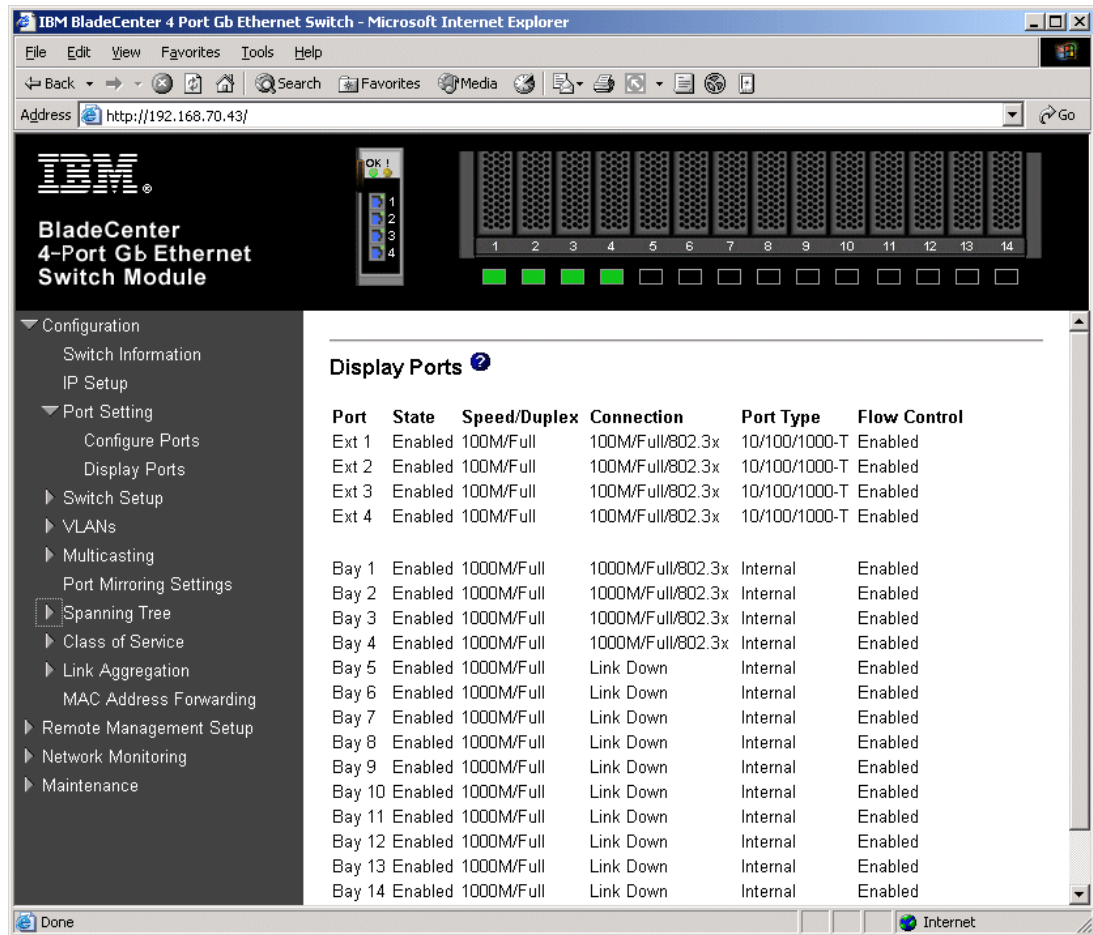 IBM BladeCenter 4 Port Gb Ethernet Switch - Microsoft Internet Explorer
File Edit View Favorites Tools Help
Back Search Favorites Media
Address http://192.168.70.43/ Go
IBM®
BladeCenter
4-Port Gb Ethernet
Switch Module
OK !
1
2
3
4
1 2 3 4 5 6 7 8 9 10 11 12 13 14
Configuration
Switch Information
IP Setup
Port Setting
Configure Ports
Display Ports
Switch Setup
VLANs
Multicasting
Port Mirroring Settings
Spanning Tree
Class of Service
Link Aggregation
MAC Address Forwarding
Remote Management Setup
Network Monitoring
Maintenance
Display Ports ?
Port State Speed/Duplex Connection Port Type Flow Control
Ext 1 Enabled 100M/Full 100M/Full/802.3x 10/100/1000-T Enabled
Ext 2 Enabled 100M/Full 100M/Full/802.3x 10/100/1000-T Enabled
Ext 3 Enabled 100M/Full 100M/Full/802.3x 10/100/1000-T Enabled
Ext 4 Enabled 100M/Full 100M/Full/802.3x 10/100/1000-T Enabled
Bay 1 Enabled 1000M/Full 1000M/Full/802.3x Internal Enabled
Bay 2 Enabled 1000M/Full 1000M/Full/802.3x Internal Enabled
Bay 3 Enabled 1000M/Full 1000M/Full/802.3x Internal Enabled
Bay 4 Enabled 1000M/Full 1000M/Full/802.3x Internal Enabled
Bay 5 Enabled 1000M/Full Link Down Internal Enabled
Bay 6 Enabled 1000M/Full Link Down Internal Enabled
Bay 7 Enabled 1000M/Full Link Down Internal Enabled
Bay 8 Enabled 1000M/Full Link Down Internal Enabled
Bay 9 Enabled 1000M/Full Link Down Internal Enabled
Bay 10 Enabled 1000M/Full Link Down Internal Enabled
Bay 11 Enabled 1000M/Full Link Down Internal Enabled
Bay 12 Enabled 1000M/Full Link Down Internal Enabled
Bay 13 Enabled 1000M/Full Link Down Internal Enabled
Bay 14 Enabled 1000M/Full Link Down Internal Enabled
Done Internet